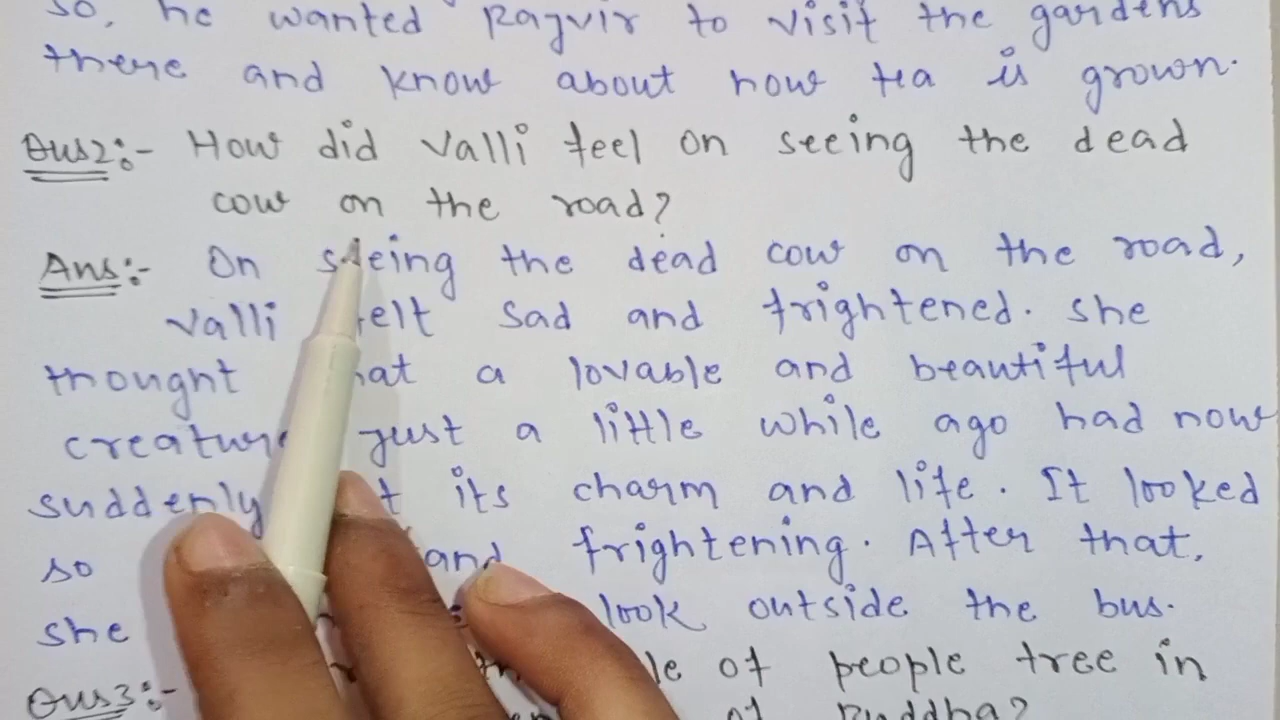 so, he wanted Rajvir to visit the gardens
there and know about how tea is grown.
Qus2:- How did Valli feel on seeing the dead
cow on the road?
Ans:- On seeing the dead cow on the road,
Valli felt sad and frightened. She
thought that a lovable and beautiful
creature just a little while ago had now
suddenly its charm and life. It looked
so and frightening. After that,
she look outside the bus.
Qus3:- of people tree in
of Buddha?